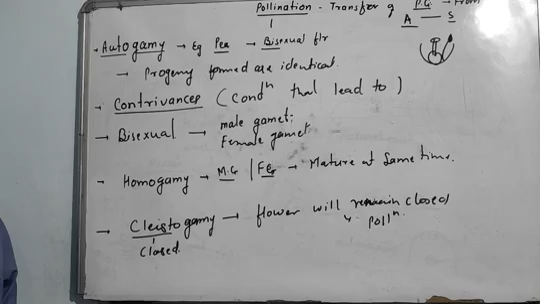 Pollination - Transfer of P.G. → From
A — S
• Autogamy → Eg Pea → Bisexual flr
→ Progeny formed are identical.
- Contrivances (Condⁿ that lead to)
→ Bisexual → male gamet:
Female gamet
→ Homogamy → M.G | FG → Mature at same time.
→ Cleistogamy → flower will remain closed
closed. ↳ pollⁿ.